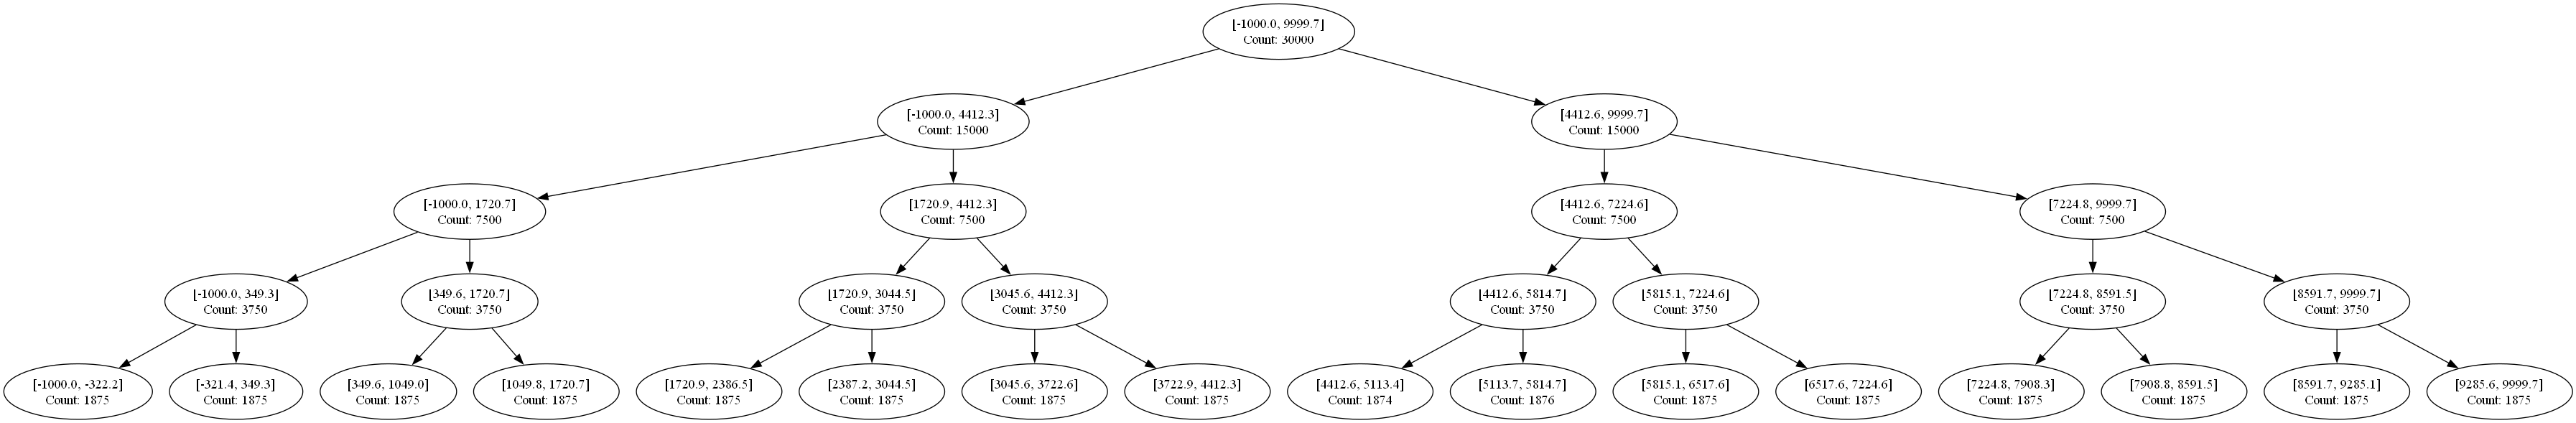 [-1000.0, 9999.7]
Count: 30000
[-1000.0, 4412.3]
Count: 15000
[4412.6, 9999.7]
Count: 15000
[-1000.0, 1720.7]
Count: 7500
[1720.9, 4412.3]
Count: 7500
[4412.6, 7224.6]
Count: 7500
[7224.8, 9999.7]
Count: 7500
[-1000.0, 349.3]
Count: 3750
[349.6, 1720.7]
Count: 3750
[1720.9, 3044.5]
Count: 3750
[3045.6, 4412.3]
Count: 3750
[4412.6, 5814.7]
Count: 3750
[5815.1, 7224.6]
Count: 3750
[7224.8, 8591.5]
Count: 3750
[8591.7, 9999.7]
Count: 3750
[-1000.0, -322.2]
Count: 1875
[-321.4, 349.3]
Count: 1875
[349.6, 1049.0]
Count: 1875
[1049.8, 1720.7]
Count: 1875
[1720.9, 2386.5]
Count: 1875
[2387.2, 3044.5]
Count: 1875
[3045.6, 3722.6]
Count: 1875
[3722.9, 4412.3]
Count: 1875
[4412.6, 5113.4]
Count: 1874
[5113.7, 5814.7]
Count: 1876
[5815.1, 6517.6]
Count: 1875
[6517.6, 7224.6]
Count: 1875
[7224.8, 7908.3]
Count: 1875
[7908.8, 8591.5]
Count: 1875
[8591.7, 9285.1]
Count: 1875
[9285.6, 9999.7]
Count: 1875